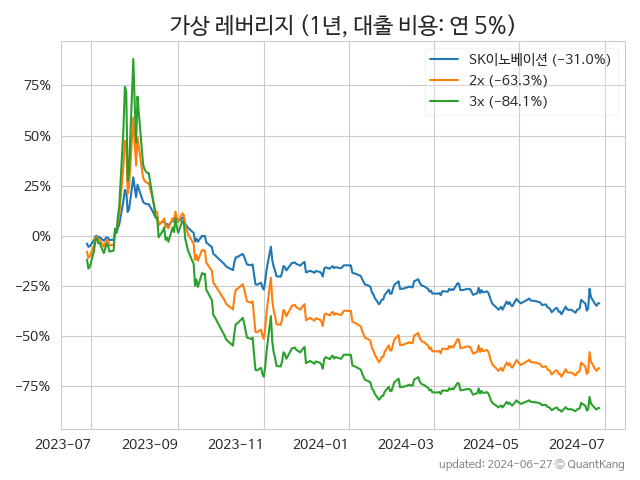 가상 레버리지 (1년, 대출 비용: 연 5%)
SK이노베이션 (−31.0%)
2x (−63.3%)
3x (−84.1%)
75%
50%
25%
0%
−25%
−50%
−75%
2023-07 2023-09 2023-11 2024-01 2024-03 2024-05 2024-07
updated: 2024-06-27 © QuantKang